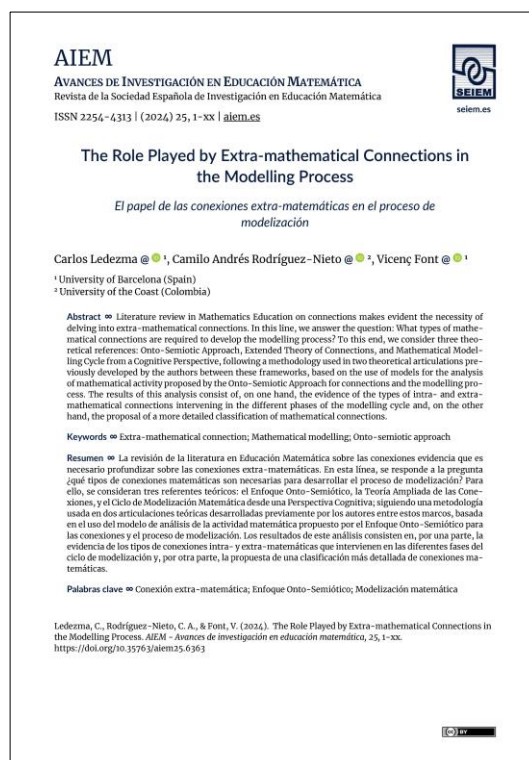 AIEM
AVANCES DE INVESTIGACIÓN EN EDUCACIÓN MATEMÁTICA
Revista de la Sociedad Española de Investigación en Educación Matemática
ISSN 2254-4313 | (2024) 25, 1-xx | aiem.es
SEIEM
seiem.es
The Role Played by Extra-mathematical Connections in
the Modelling Process
El papel de las conexiones extra-matemáticas en el proceso de
modelización
Carlos Ledezma @ ¹, Camilo Andrés Rodríguez-Nieto @ ², Vicenç Font @ ¹
¹ University of Barcelona (Spain)
² University of the Coast (Colombia)
Abstract ∞ Literature review in Mathematics Education on connections makes evident the necessity of
delving into extra-mathematical connections. In this line, we answer the question: What types of mathe-
matical connections are required to develop the modelling process? To this end, we consider three theo-
retical references: Onto-Semiotic Approach, Extended Theory of Connections, and Mathematical Model-
ling Cycle from a Cognitive Perspective, following a methodology used in two theoretical articulations pre-
viously developed by the authors between these frameworks, based on the use of models for the analysis
of mathematical activity proposed by the Onto-Semiotic Approach for connections and the modelling pro-
cess. The results of this analysis consist of, on one hand, the evidence of the types of intra- and extra-
mathematical connections intervening in the different phases of the modelling cycle and, on the other
hand, the proposal of a more detailed classification of mathematical connections.
Keywords ∞ Extra-mathematical connection; Mathematical modelling; Onto-semiotic approach
Resumen ∞ La revisión de la literatura en Educación Matemática sobre las conexiones evidencia que es
necesario profundizar sobre las conexiones extra-matemáticas. En esta línea, se responde a la pregunta
¿qué tipos de conexiones matemáticas son necesarias para desarrollar el proceso de modelización? Para
ello, se consideran tres referentes teóricos: el Enfoque Onto-Semiótico, la Teoría Ampliada de las Cone-
xiones, y el Ciclo de Modelización Matemática desde una Perspectiva Cognitiva; siguiendo una metodología
usada en dos articulaciones teóricas desarrolladas previamente por los autores entre estos marcos, basada
en el uso del modelo de análisis de la actividad matemática propuesto por el Enfoque Onto-Semiótico para
las conexiones y el proceso de modelización. Los resultados de este análisis consisten en, por una parte, la
evidencia de los tipos de conexiones intra- y extra-matemáticas que intervienen en las diferentes fases del
ciclo de modelización y, por otra parte, la propuesta de una clasificación más detallada de conexiones ma-
temáticas.
Palabras clave ∞ Conexión extra-matemática; Enfoque Onto-Semiótico; Modelización matemática
Ledezma, C., Rodríguez-Nieto, C. A., & Font, V. (2024). The Role Played by Extra-mathematical Connections in
the Modelling Process. AIEM - Avances de investigación en educación matemática, 25, 1-xx.
https://doi.org/10.35763/aiem25.6363
CC BY